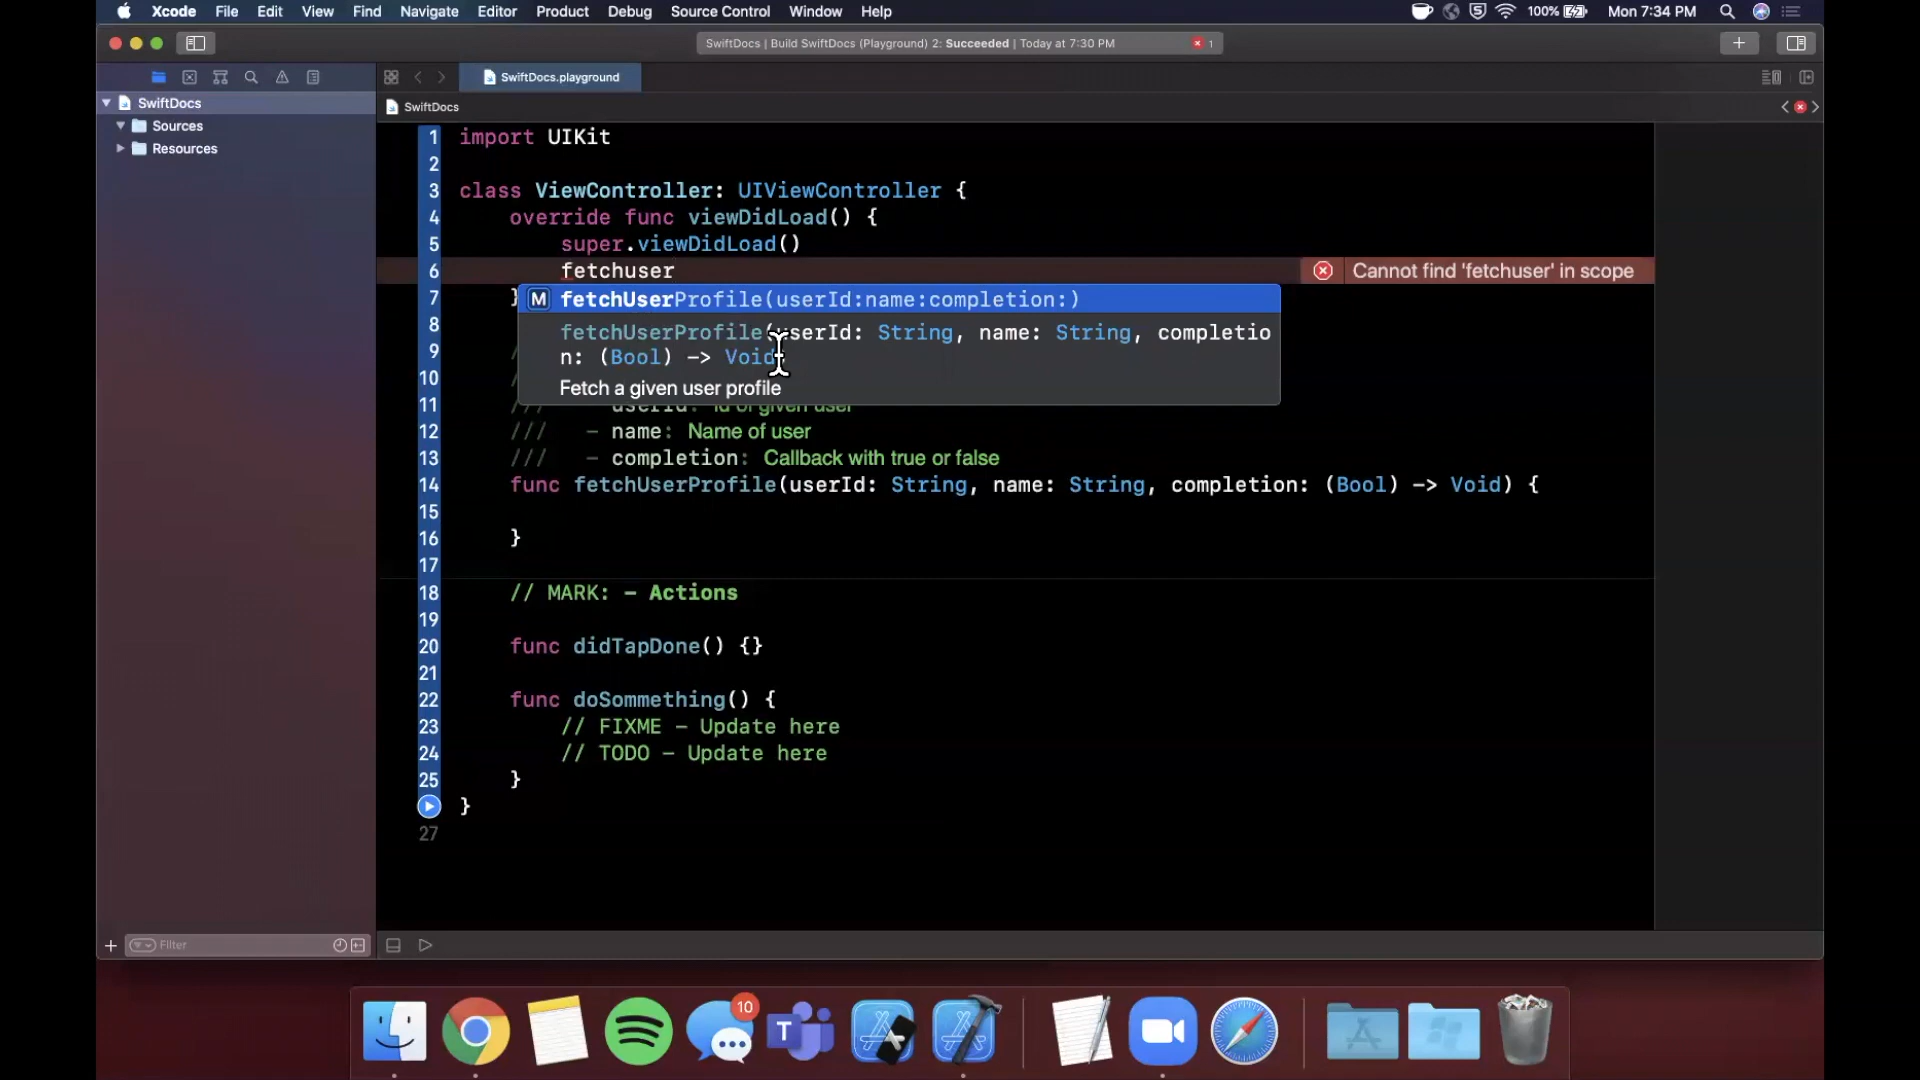 Xcode File Edit View Find Navigate Editor Product Debug Source Control Window Help 100% Mon 7:34 PM
SwiftDocs | Build SwiftDocs (Playground) 2: Succeeded | Today at 7:30 PM 1
SwiftDocs.playground
SwiftDocs
SwiftDocs
Sources
Resources
1 import UIKit
2
3 class ViewController: UIViewController {
4 override func viewDidLoad() {
5 super.viewDidLoad()
6 fetchuser Cannot find 'fetchuser' in scope
7 }
M fetchUserProfile(userId:name:completion:)
fetchUserProfile(userId: String, name: String, completio
n: (Bool) -> Void
Fetch a given user profile
8
9
10
11 /// - userId: Id of given user
12 /// - name: Name of user
13 /// - completion: Callback with true or false
14 func fetchUserProfile(userId: String, name: String, completion: (Bool) -> Void) {
15
16 }
17
18 // MARK: - Actions
19
20 func didTapDone() {}
21
22 func doSommething() {
23 // FIXME - Update here
24 // TODO - Update here
25 }
}
27
Filter
10
T